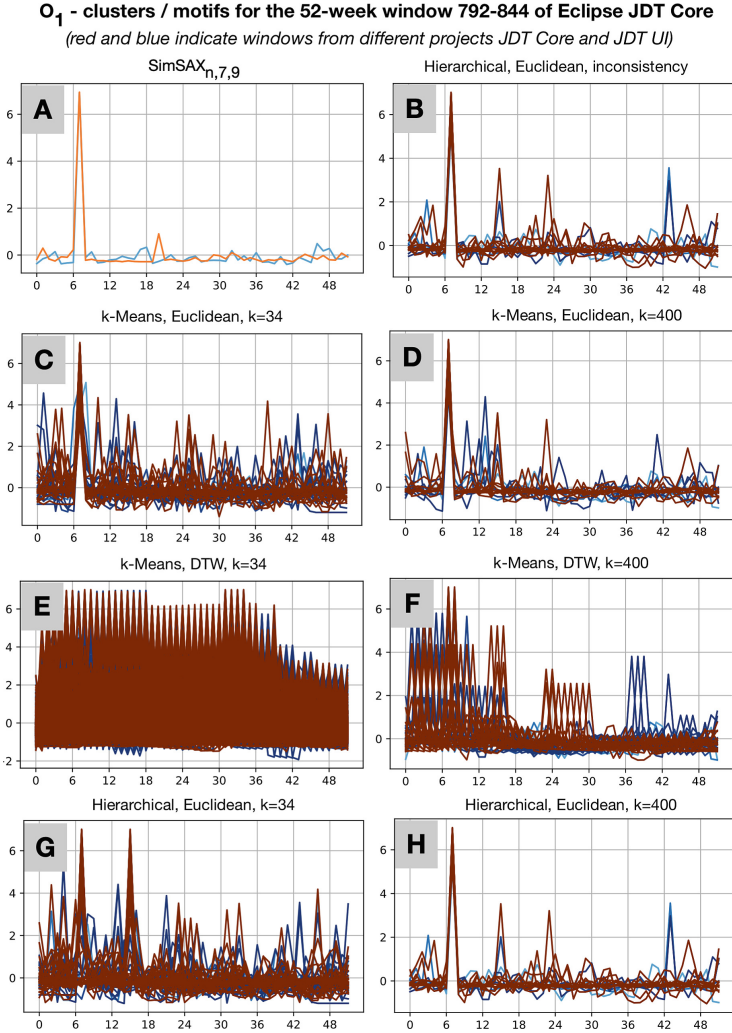 O1 - clusters / motifs for the 52-week window 792-844 of Eclipse JDT Core
(red and blue indicate windows from different projects JDT Core and JDT UI)
SimSAXn,7,9
A
6
4
2
0
0 6 12 18 24 30 36 42 48
Hierarchical, Euclidean, inconsistency
B
6
4
2
0
0 6 12 18 24 30 36 42 48
k-Means, Euclidean, k=34
C
6
4
2
0
0 6 12 18 24 30 36 42 48
k-Means, Euclidean, k=400
D
6
4
2
0
0 6 12 18 24 30 36 42 48
k-Means, DTW, k=34
E
6
4
2
0
-2
0 6 12 18 24 30 36 42 48
k-Means, DTW, k=400
F
6
4
2
0
0 6 12 18 24 30 36 42 48
Hierarchical, Euclidean, k=34
G
6
4
2
0
0 6 12 18 24 30 36 42 48
Hierarchical, Euclidean, k=400
H
6
4
2
0
0 6 12 18 24 30 36 42 48